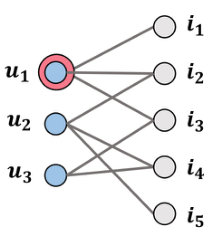 u₁
u₂
u₃
i₁
i₂
i₃
i₄
i₅